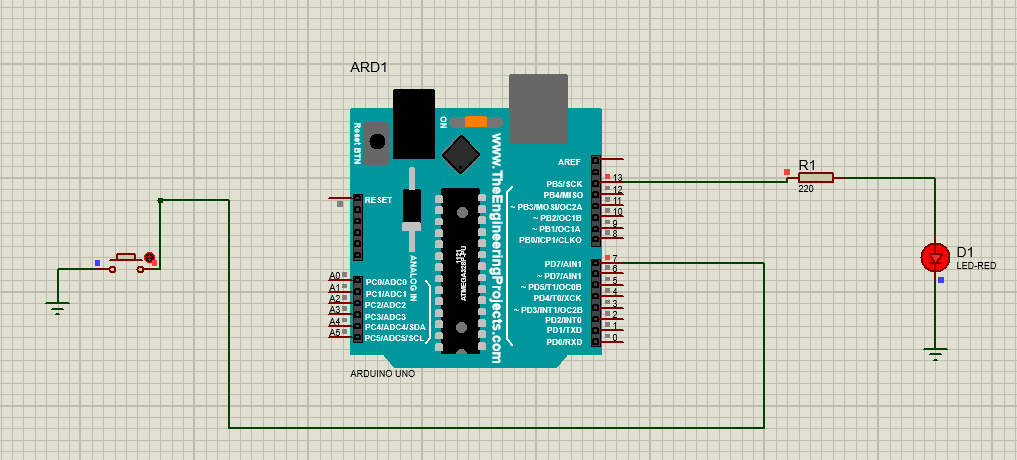 ARD1
ON
Reset BTN
www.TheEngineeringProjects.com
AREF
RESET
13
PB5/SCK
12
PB4/MISO
11
~ PB3/MOSI/OC2A
10
~ PB2/OC1B
9
~ PB1/OC1A
8
PB0/ICP1/CLKO
7
PD7/AIN1
6
~ PD7/AIN1
5
~ PD5/T1/OC0B
4
PD4/T0/XCK
3
~ PD3/INT1/OC2B
2
PD2/INT0
1
PD1/TXD
0
PD0/RXD
ATMEGA328P-PU
ANALOG IN
A0
PC0/ADC0
A1
PC1/ADC1
A2
PC2/ADC2
A3
PC3/ADC3
A4
PC4/ADC4/SDA
A5
PC5/ADC5/SCL
ARDUINO UNO
R1
220
D1
LED-RED